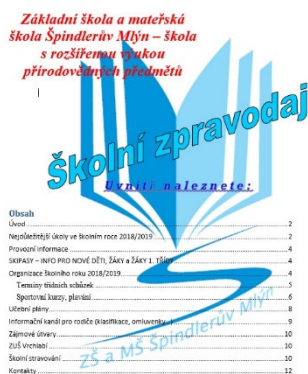 Základní škola a mateřská
škola Špindlerův Mlýn – škola
s rozšířenou výukou
přírodovědných předmětů
Školní zpravodaj
Uvnitř naleznete:
Obsah
Úvod 2
Nejdůležitější úkoly ve školním roce 2018/2019 2
Provozní informace 4
SKIPASY – INFO PRO NOVÉ DĚTI, ŽÁKY a ŽÁKY 1. TŘÍDY 4
Organizace školního roku 2018/2019 4
Termíny třídních schůzek 5
Sportovní kurzy, plavání 6
Učební plány 8
Informační kanál pro rodiče (klasifikace, omluvenky...) 9
Zájmové útvary 10
ZUŠ Vrchlabí 10
Školní stravování 10
Kontakty 12
ZŠ a MŠ Špindlerův Mlýn